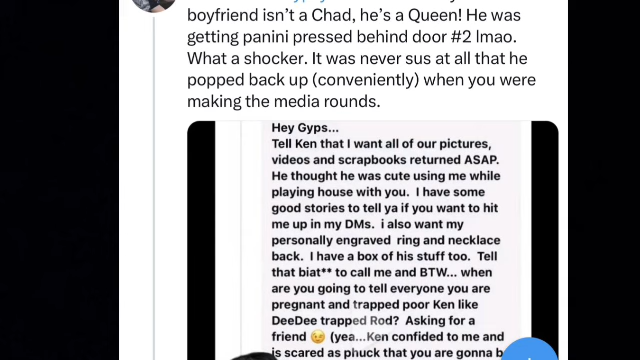 boyfriend isn't a Chad, he's a Queen! He was
getting panini pressed behind door #2 lmao.
What a shocker. It was never sus at all that he
popped back up (conveniently) when you were
making the media rounds.
Hey Gyps...
Tell Ken that I want all of our pictures,
videos and scrapbooks returned ASAP.
He thought he was cute using me while
playing house with you. I have some
good stories to tell ya if you want to hit
me up in my DMs. i also want my
personally engraved ring and necklace
back. I have a box of his stuff too. Tell
that biat** to call me and BTW... when
are you going to tell everyone you are
pregnant and trapped poor Ken like
DeeDee trapped Rod? Asking for a
friend 😉 (yea...Ken confided to me and
is scared as phuck that you are gonna b